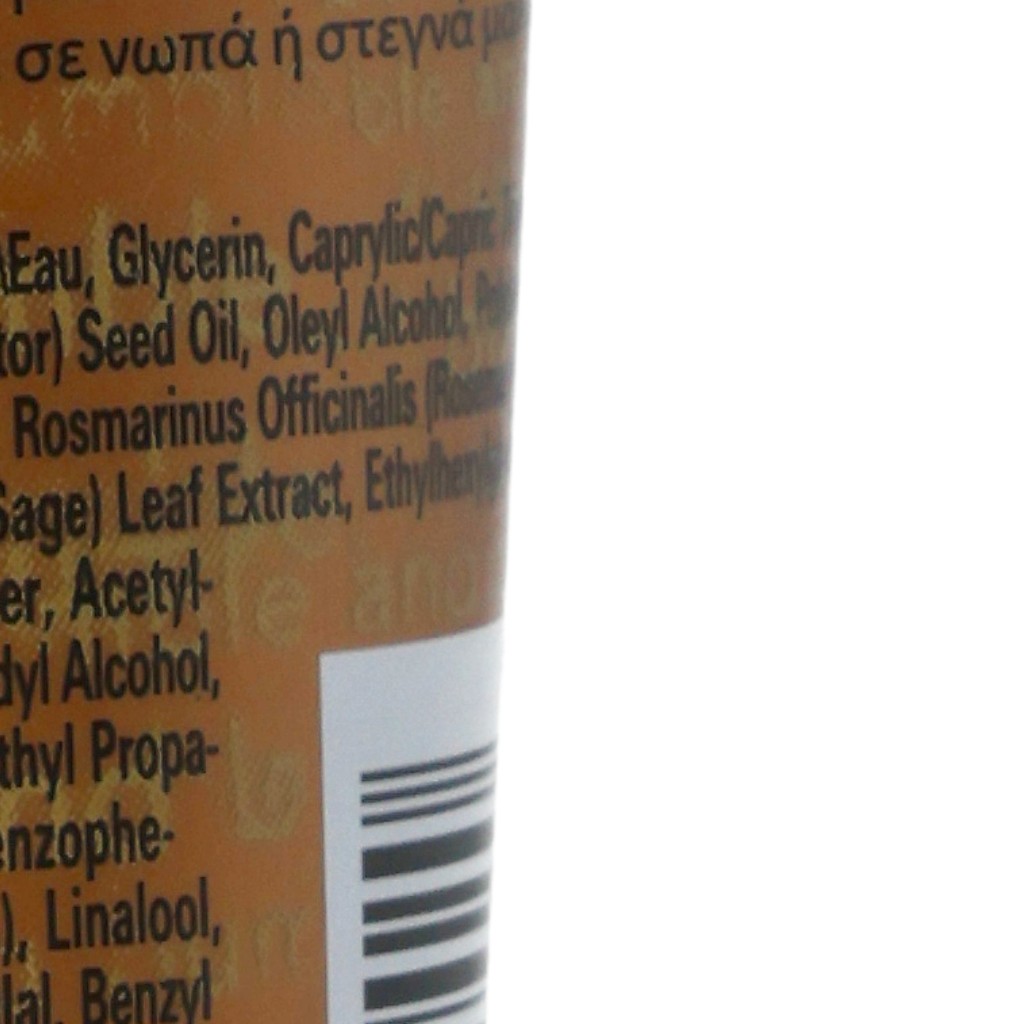 σε νωπά ή στεγνά
Eau, Glycerin, Caprylic/Capric
tor) Seed Oil, Oleyl Alcohol,
Rosmarinus Officinalis
Sage) Leaf Extract,
er, Acetyl-
dyl Alcohol,
thyl Propa-
enzophe-
), Linalool,
lal, Benzyl